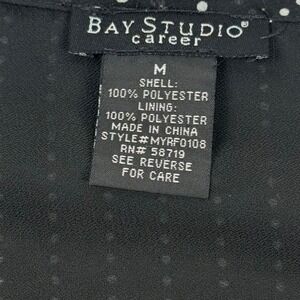 BAY STUDIO®
career
M
SHELL:
100% POLYESTER
LINING:
100% POLYESTER
MADE IN CHINA
STYLE#MYRF0108
RN# 58719
SEE REVERSE
FOR CARE